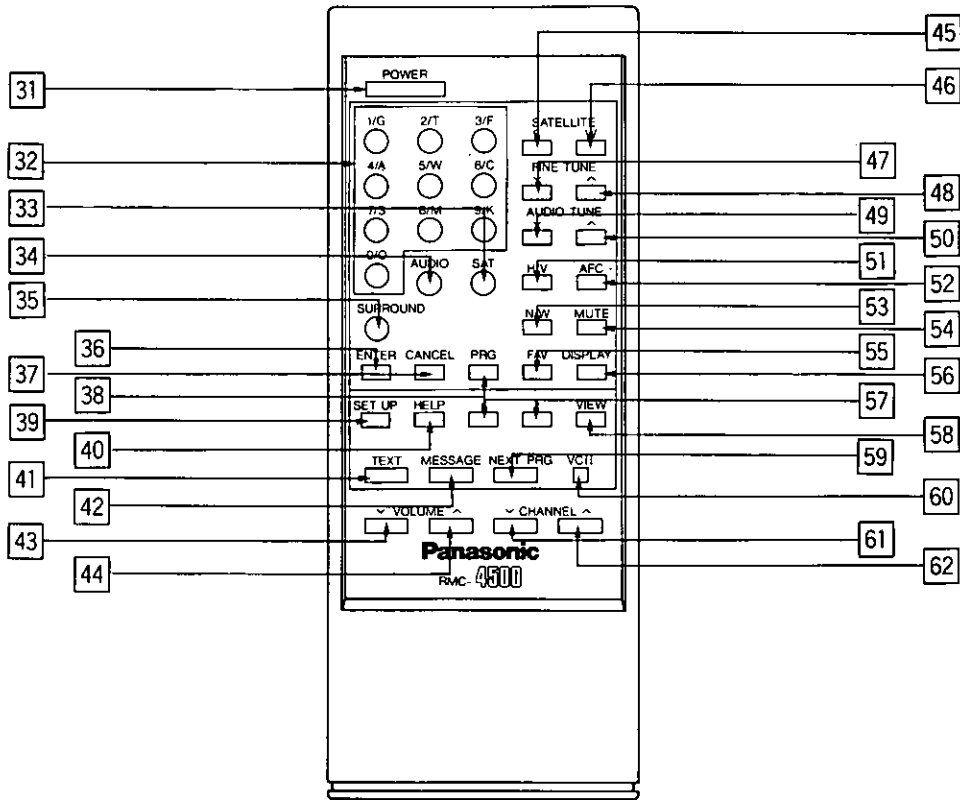 31
32
33
34
35
36
37
38
39
40
41
42
43
44
POWER
1/G 2/T 3/F
4/A 5/W 6/C
7/S 8/M 9/K
0/O AUDIO SAT
SURROUND
ENTER CANCEL PRG FAV DISPLAY
SET UP HELP VIEW
TEXT MESSAGE NEXT PRG VCII
VOLUME CHANNEL
Panasonic
RMC-4500
SATELLITE
E W
FINE TUNE
AUDIO TUNE
H/V AFC
N/W MUTE
45
46
47
48
49
50
51
52
53
54
55
56
57
58
59
60
61
62